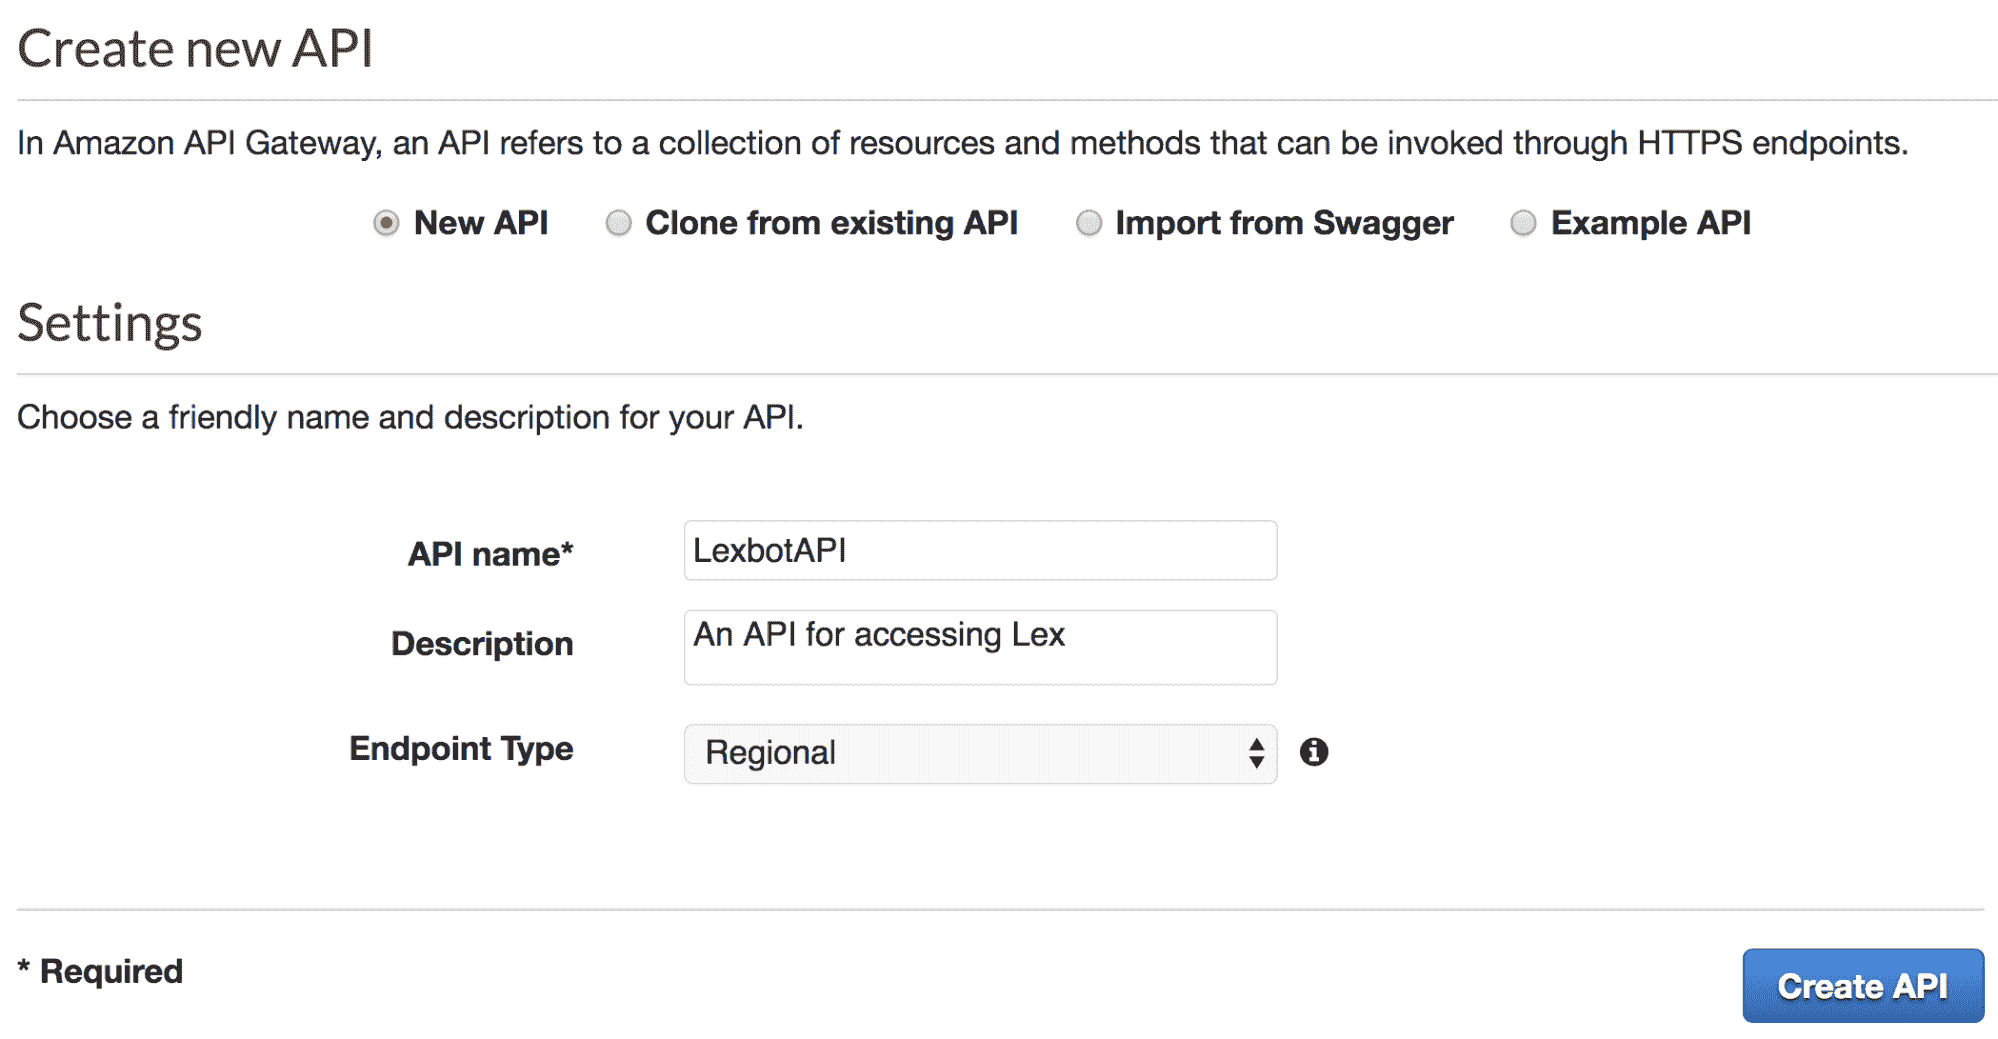 Create new API
In Amazon API Gateway, an API refers to a collection of resources and methods that can be invoked through HTTPS endpoints.
New API Clone from existing API Import from Swagger Example API
Settings
Choose a friendly name and description for your API.
API name* LexbotAPI
Description An API for accessing Lex
Endpoint Type Regional
* Required
Create API